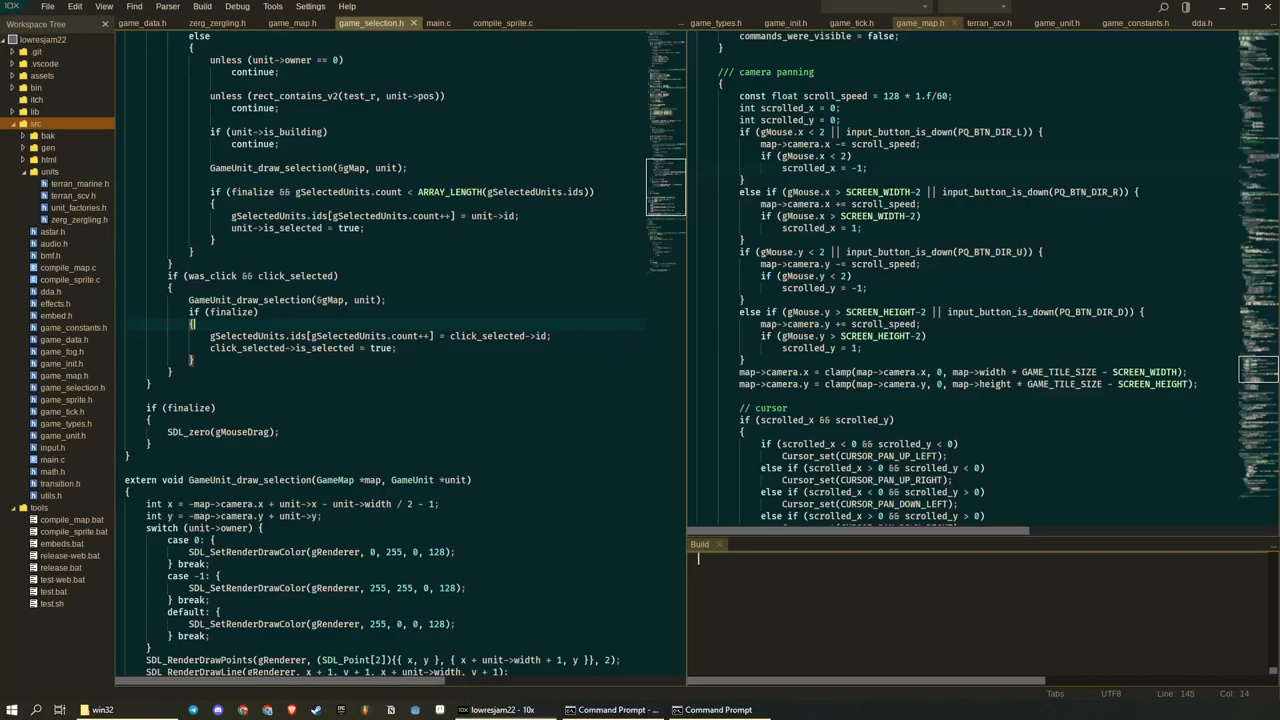 10X
File
Edit
View
Build
Debug
Tools
Settings
Help
Workspace Tree
lowresjam22
.git
.vscode
assets
bin
itch
lib
src
bak
gen
html
units
terran_marine.h
terran_scv.h
unit_factories.h
zerg_zergling.h
astar.h
audio.h
bmf.h
compile_map.c
compile_sprite.c
dda.h
effects.h
embed.h
game_constants.h
game_data.h
game_fog.h
game_init.h
game_map.h
game_selection.h
game_sprite.h
game_tick.h
game_types.h
game_unit.h
input.h
main.c
math.h
transition.h
utils.h
tools
compile_map.bat
compile_sprite.bat
embeds.bat
release-web.bat
release.bat
test-web.bat
test.bat
test.sh
game_data.h
zerg_zergling.h
game_map.h
game_selection.h
main.c
compile_sprite.c
...
else
{
unless (unit->owner == 0)
continue;
unless (rect_contains_v2(test_r, unit->pos))
continue;
if (unit->is_building)
continue;
GameUnit_draw_selection(&gMap, unit);
if (finalize && gSelectedUnits.count < ARRAY_LENGTH(gSelectedUnits.ids))
{
gSelectedUnits.ids[gSelectedUnits.count++] = unit->id;
unit->is_selected = true;
}
}
if (was_click && click_selected)
{
GameUnit_draw_selection(&gMap, unit);
if (finalize)
{
gSelectedUnits.ids[gSelectedUnits.count++] = click_selected->id;
click_selected->is_selected = true;
}
}
}
if (finalize)
{
SDL_zero(gMouseDrag);
}
}
extern void GameUnit_draw_selection(GameMap *map, GameUnit *unit)
{
int x = -map->camera.x + unit->x - unit->width / 2 - 1;
int y = -map->camera.y + unit->y;
switch (unit->owner) {
case 0: {
SDL_SetRenderDrawColor(gRenderer, 0, 255, 0, 128);
} break;
case -1: {
SDL_SetRenderDrawColor(gRenderer, 255, 255, 0, 128);
} break;
default: {
SDL_SetRenderDrawColor(gRenderer, 255, 0, 0, 128);
} break;
}
SDL_RenderDrawPoints(gRenderer, (SDL_Point[2]){{ x, y }, { x + unit->width + 1, y }}, 2);
SDL_RenderDrawLine(gRenderer, x + 1, y + 1, x + unit->width, y + 1);
game_types.h
game_init.h
game_tick.h
game_map.h
terran_scv.h
game_unit.h
game_constants.h
dda.h
...
commands_were_visible = false;
}
/// camera panning
{
const float scroll_speed = 128 * 1.f/60;
int scrolled_x = 0;
int scrolled_y = 0;
if (gMouse.x < 2 || input_button_is_down(PQ_BTN_DIR_L)) {
map->camera.x -= scroll_speed;
if (gMouse.x < 2)
scrolled_x = -1;
}
else if (gMouse.x > SCREEN_WIDTH-2 || input_button_is_down(PQ_BTN_DIR_R)) {
map->camera.x += scroll_speed;
if (gMouse.x > SCREEN_WIDTH-2)
scrolled_x = 1;
}
if (gMouse.y < 2 || input_button_is_down(PQ_BTN_DIR_U)) {
map->camera.y -= scroll_speed;
if (gMouse.y < 2)
scrolled_y = -1;
}
else if (gMouse.y > SCREEN_HEIGHT-2 || input_button_is_down(PQ_BTN_DIR_D)) {
map->camera.y += scroll_speed;
if (gMouse.y > SCREEN_HEIGHT-2)
scrolled_y = 1;
}
map->camera.x = clamp(map->camera.x, 0, map->width * GAME_TILE_SIZE - SCREEN_WIDTH);
map->camera.y = clamp(map->camera.y, 0, map->height * GAME_TILE_SIZE - SCREEN_HEIGHT);
// cursor
if (scrolled_x && scrolled_y)
{
if (scrolled_x < 0 && scrolled_y < 0)
Cursor_set(CURSOR_PAN_UP_LEFT);
else if (scrolled_x > 0 && scrolled_y < 0)
Cursor_set(CURSOR_PAN_UP_RIGHT);
else if (scrolled_x < 0 && scrolled_y > 0)
Cursor_set(CURSOR_PAN_DOWN_LEFT);
else if (scrolled_x > 0 && scrolled_y > 0)
Build
Tabs
UTF8
Line: 145
Col: 14
win32
lowresjam22 - 10x
Command Prompt - ...
Command Prompt